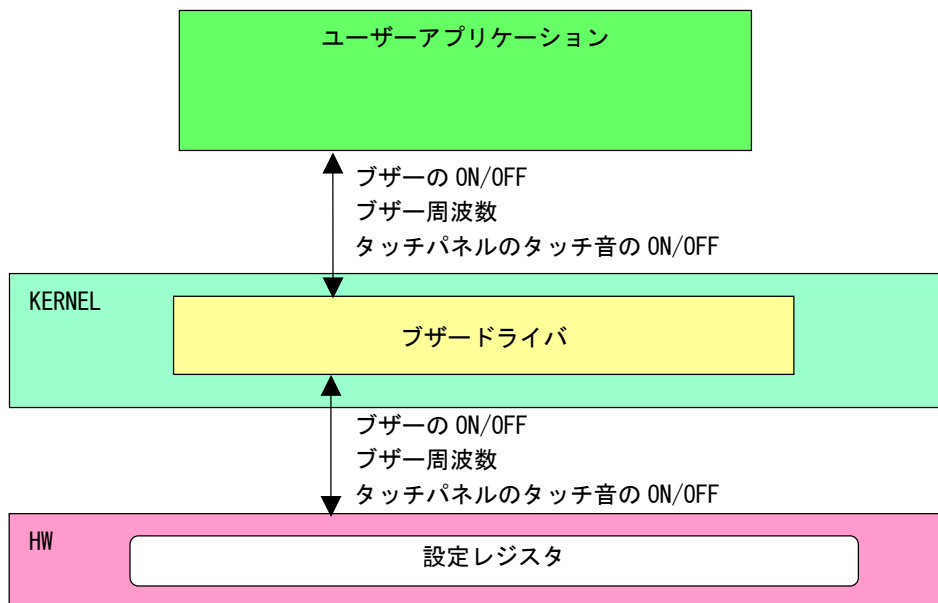 ユーザーアプリケーション
ブザーの ON/OFF
ブザー周波数
タッチパネルのタッチ音の ON/OFF
KERNEL
ブザードライバ
ブザーの ON/OFF
ブザー周波数
タッチパネルのタッチ音の ON/OFF
HW
設定レジスタ